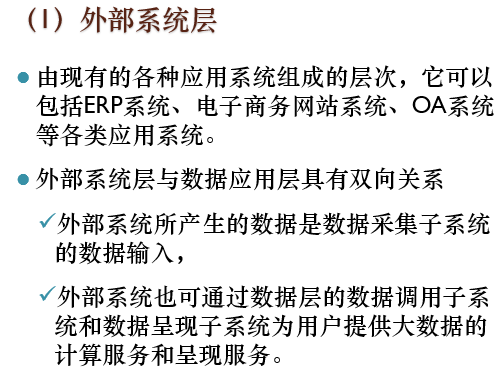 （1）外部系统层
由现有的各种应用系统组成的层次，它可以
包括ERP系统、电子商务网站系统、OA系统
等各类应用系统。
外部系统层与数据应用层具有双向关系
外部系统所产生的数据是数据采集子系统
的数据输入，
外部系统也可通过数据层的数据调用子系
统和数据呈现子系统为用户提供大数据的
计算服务和呈现服务。